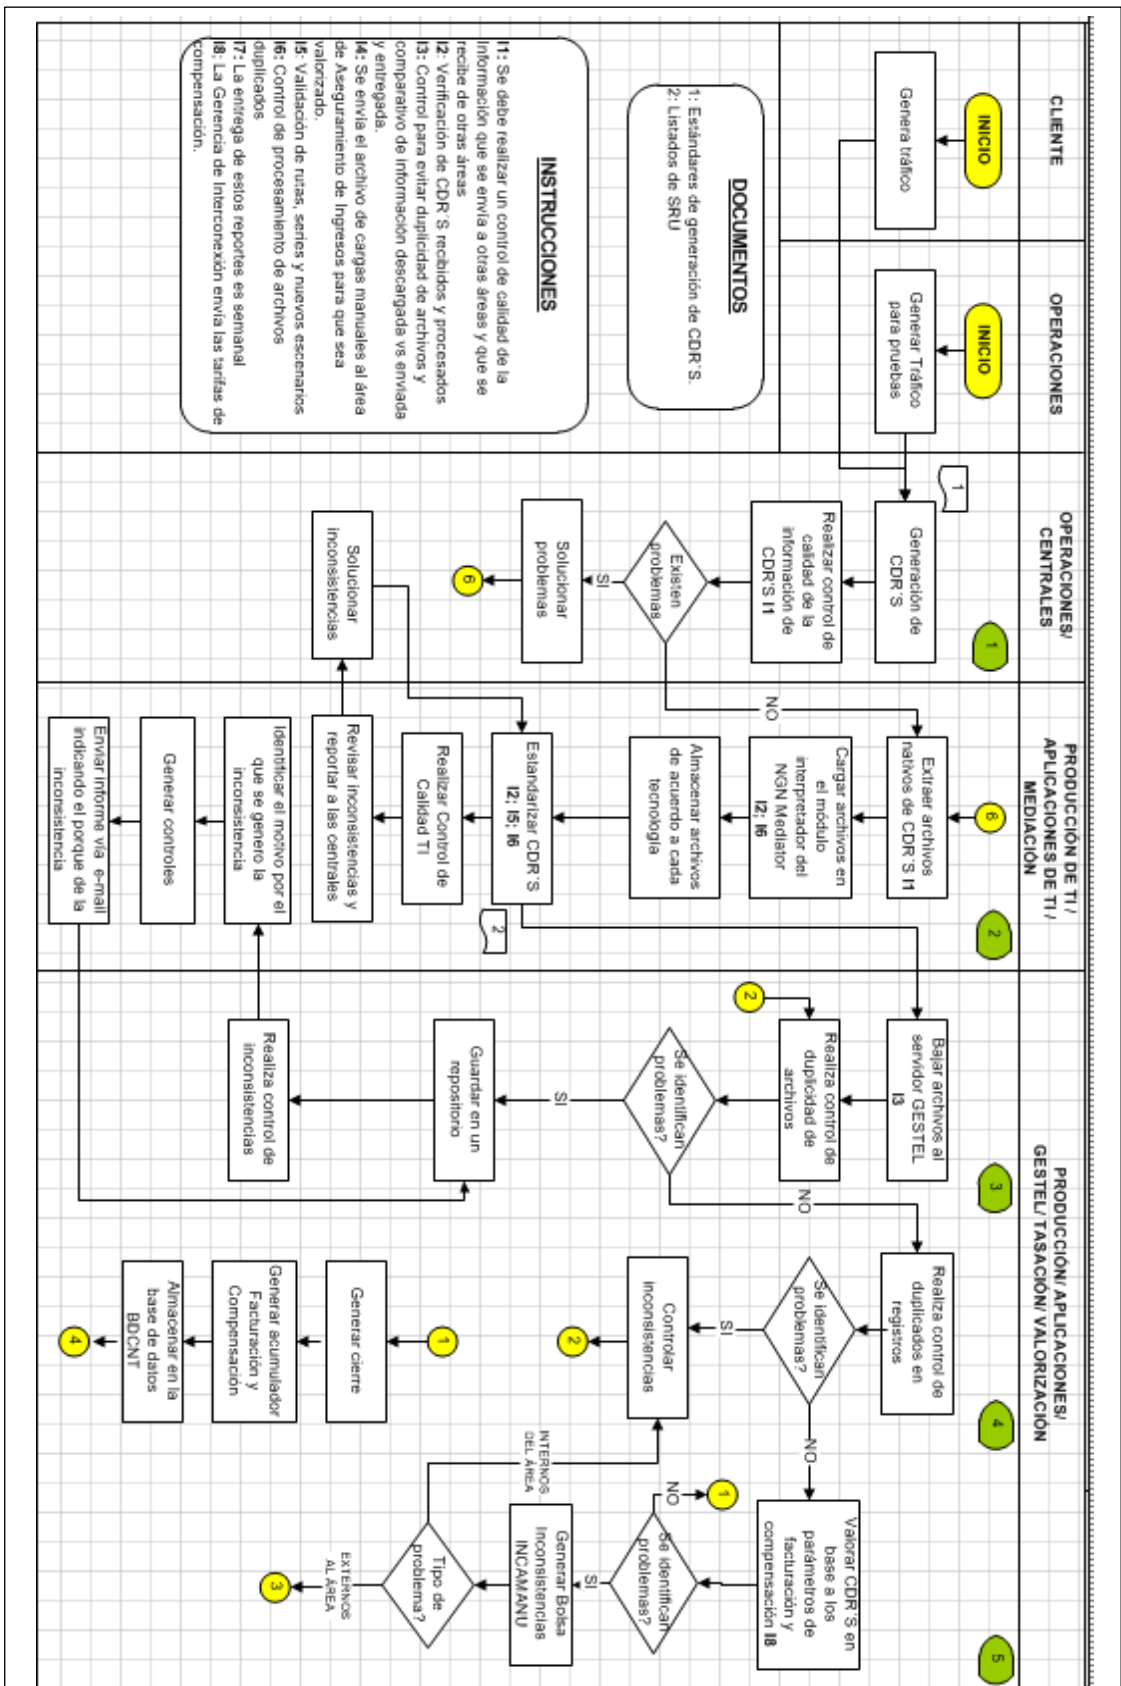 CLIENTE
INICIO
Genera tráfico
OPERACIONES
INICIO
Generar Tráfico
para pruebas
DOCUMENTOS
1: Estándares de generación de CDR´S.
2: Listados de SRU
INSTRUCCIONES
I1: Se debe realizar un control de calidad de la
Información que se envía a otras áreas y que se
recibe de otras áreas
I2: Verificación de CDR´S recibidos y procesados
I3: Control para evitar duplicidad de archivos y
comparativo de información descargada vs enviada
y entregada.
I4: Se envía el archivo de cargas manuales al área
de Aseguramiento de Ingresos para que sea
valorizado.
I5: Validación de rutas, series y nuevos escenarios
I6: Control de procesamiento de archivos
duplicados
I7: La entrega de estos reportes es semanal
I8: La Gerencia de Interconexión envía las tarifas de
compensación.
OPERACIONES/
CENTRALES
1
1
Generación de
CDR´S
Realizar control de
calidad de la
información de
CDR´S I1
Existen
problemas
SI
NO
Solucionar
problemas
6
Solucionar
inconsistencias
PRODUCCIÓN DE TI /
APLICACIONES DE TI /
MEDIACIÓN
2
6
Extraer archivos
nativos de CDR´S I1
Cargar archivos en
el módulo
interpretador del
NGN Mediator
I2; I6
Almacenar archivos
de acuerdo a cada
tecnología
Estandarizar CDR´S
I2; I5; I6
2
Realizar Control de
Calidad TI
Revisar inconsistencias y
reportar a las centrales
Identificar el motivo por el
que se genero la
inconsistencia
Generar controles
Enviar informe vía e-mail
indicando el porque de la
inconsistencia
PRODUCCIÓN/ APLICACIONES/
GESTEL/ TASACIÓN/ VALORIZACIÓN
3
4
5
Bajar archivos al
servidor GESTEL
I3
2
Realiza control de
duplicidad de
archivos
Se identifican
problemas?
SI
NO
Guardar en un
repositorio
Realiza control de
inconsistencias
Realiza control de
duplicados en
registros
Se identifican
problemas?
SI
NO
Controlar
inconsistencias
2
1
Generar cierre
Generar acumulador
Facturación y
Compensación
Almacenar en la
base de datos
BDCNT
4
Valorar CDR´S en
base a los
parámetros de
facturación y
compensación I8
Se identifican
problemas?
NO
1
SI
Generar Bolsa
Inconsistencias
INCAMANU
Tipo de
problema?
INTERNOS
DEL ÁREA
EXTERNOS
AL ÁREA
3